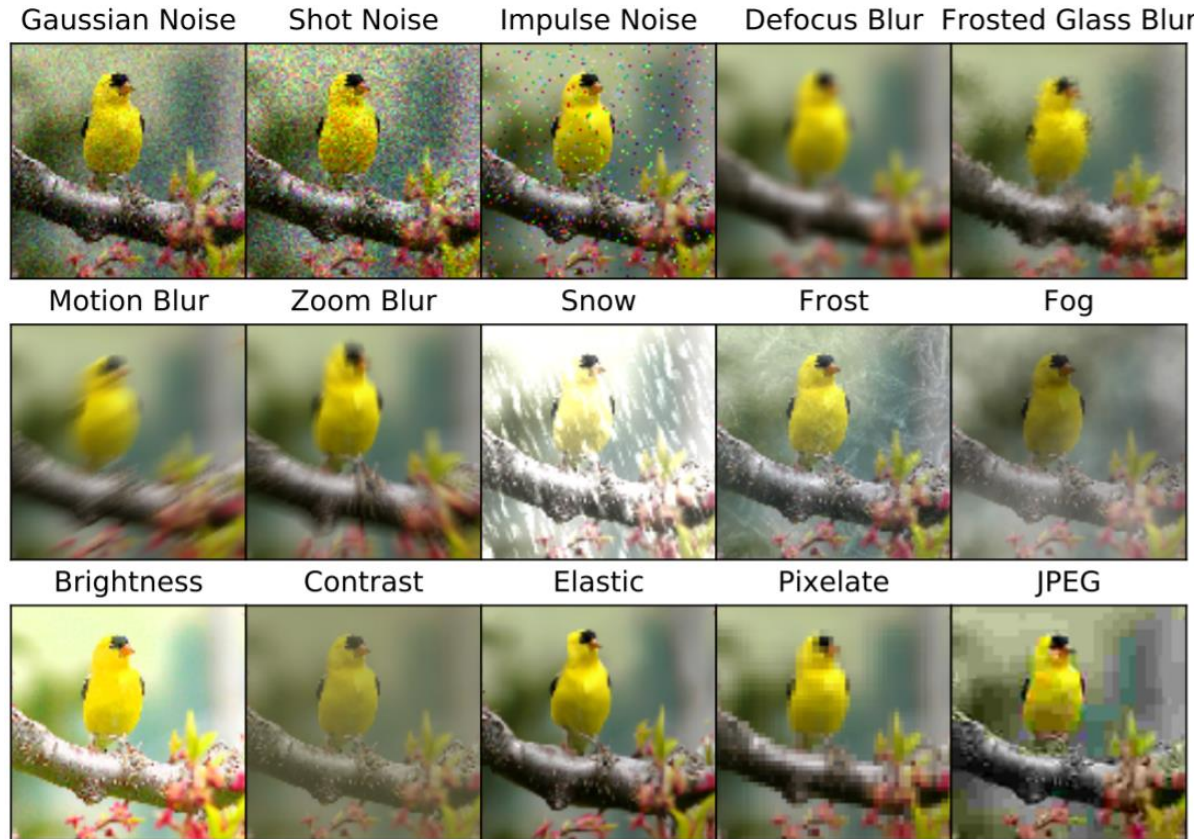 Gaussian Noise Shot Noise Impulse Noise Defocus Blur Frosted Glass Blur
Motion Blur Zoom Blur Snow Frost Fog
Brightness Contrast Elastic Pixelate JPEG